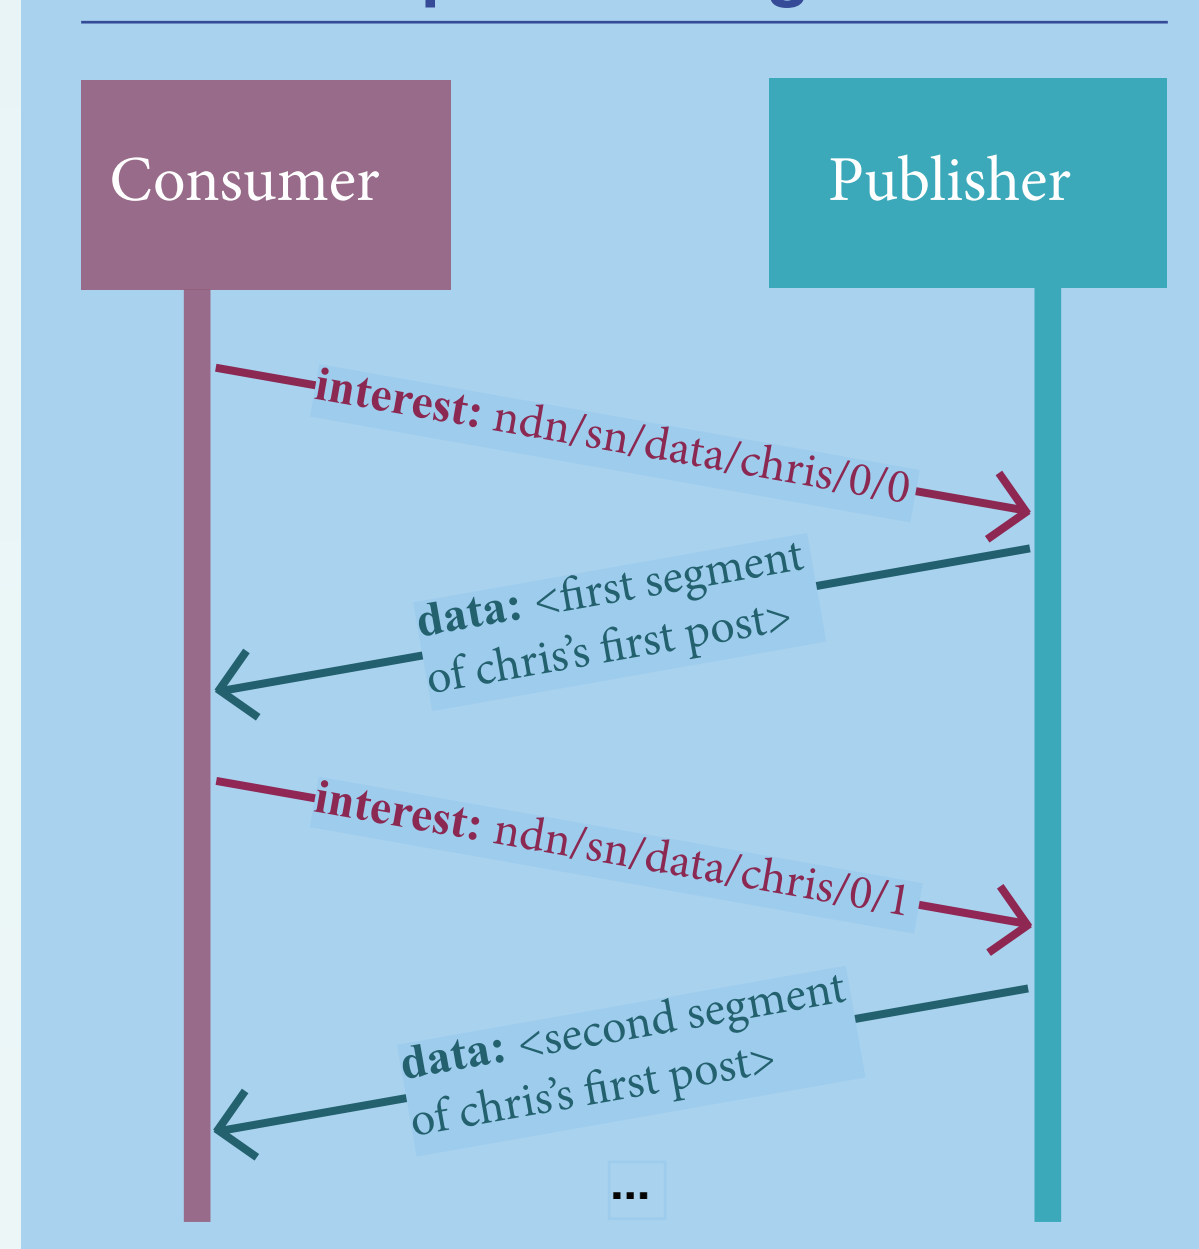 Consumer
Publisher
interest: ndn/sn/data/chris/0/0
data: <first segment
of chris’s first post>
interest: ndn/sn/data/chris/0/1
data: <second segment
of chris’s first post>
...